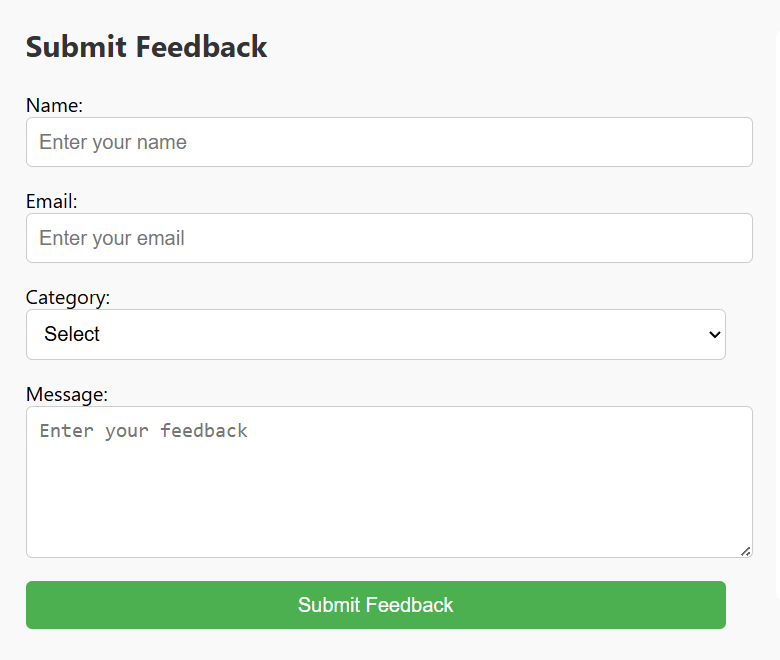 Submit Feedback
Name:
Enter your name
Email:
Enter your email
Category:
Select
Message:
Enter your feedback
Submit Feedback